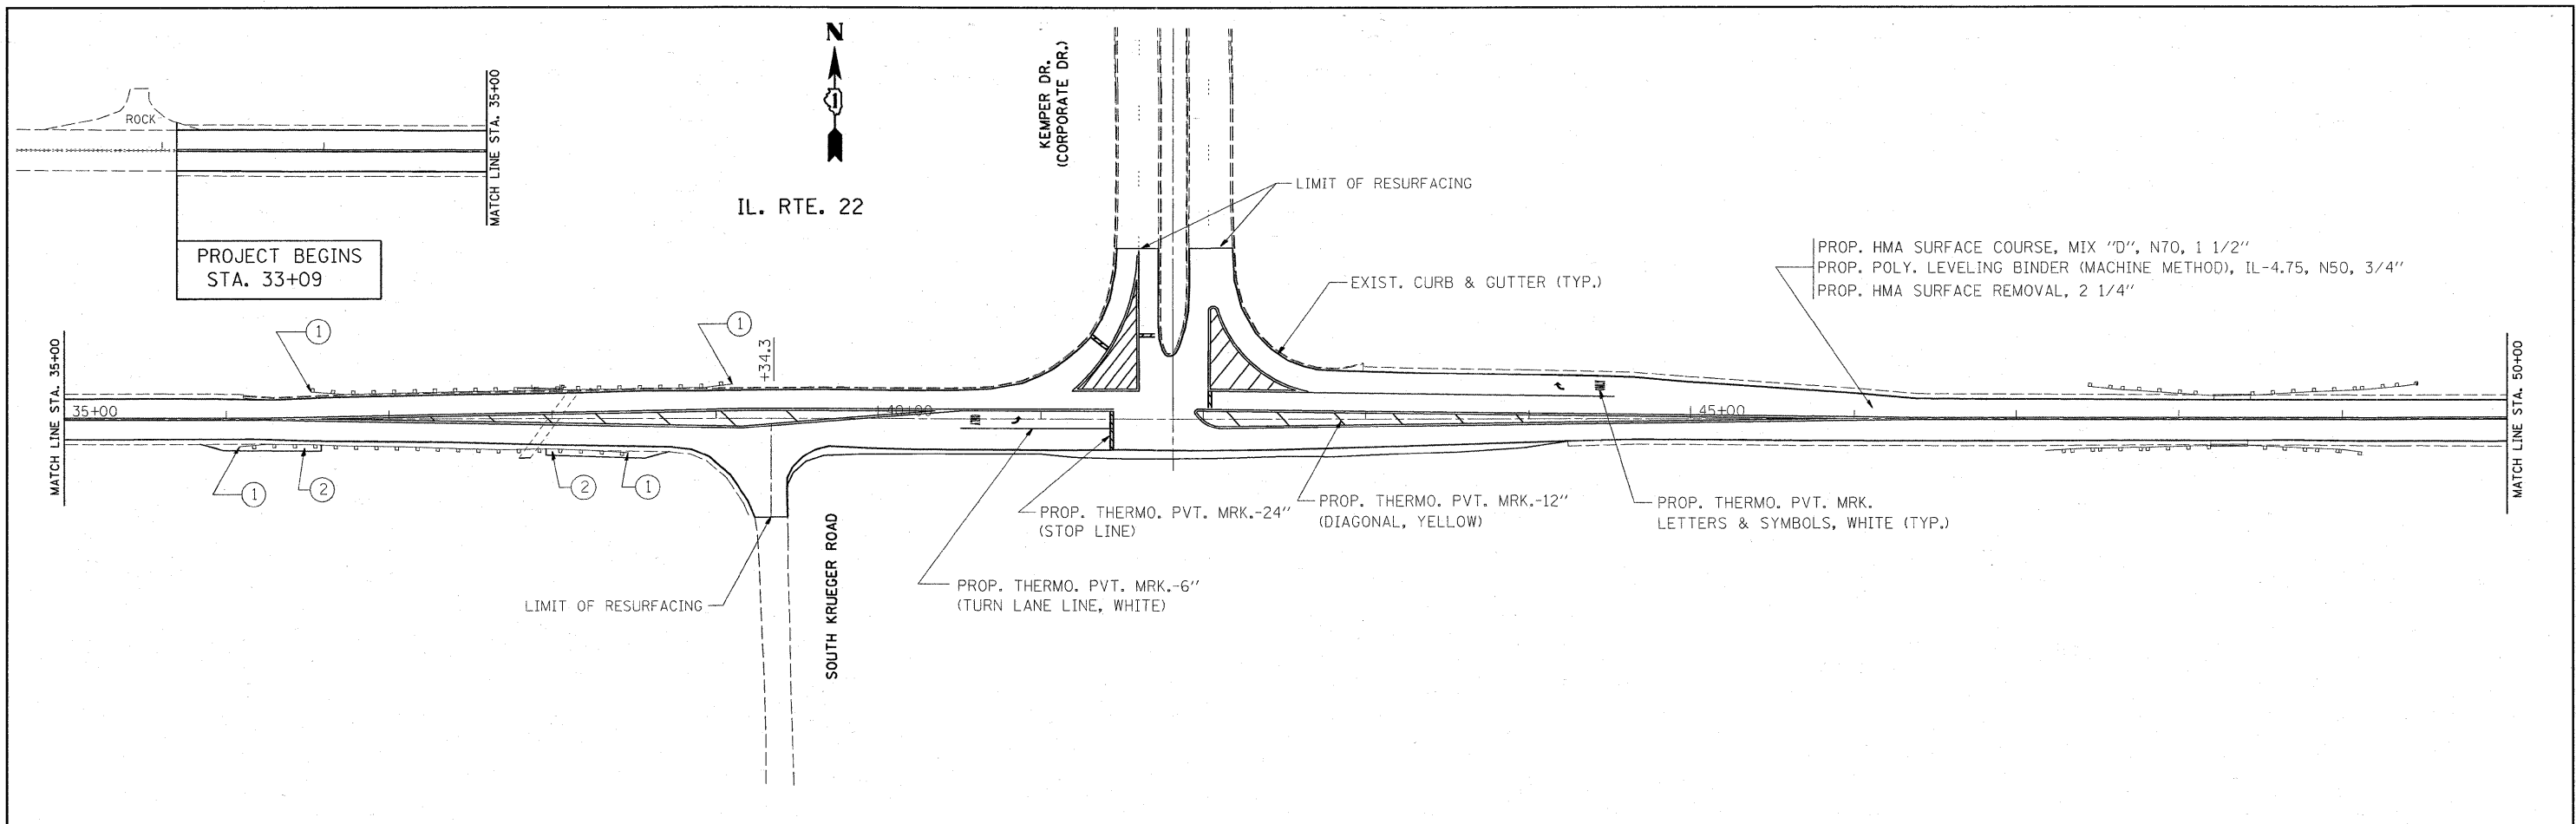 N
1
KEMPER DR.
(CORPORATE DR.)
ROCK
MATCH LINE STA. 35+00
IL. RTE. 22
LIMIT OF RESURFACING
PROJECT BEGINS
STA. 33+09
PROP. HMA SURFACE COURSE, MIX "D", N70, 1 1/2"
PROP. POLY. LEVELING BINDER (MACHINE METHOD), IL-4.75, N50, 3/4"
PROP. HMA SURFACE REMOVAL, 2 1/4"
EXIST. CURB & GUTTER (TYP.)
1
1
+34.3
MATCH LINE STA. 35+00
35+00
40+00
45+00
MATCH LINE STA. 50+00
1
2
2
1
PROP. THERMO. PVT. MRK.-24"
(STOP LINE)
PROP. THERMO. PVT. MRK.-12"
(DIAGONAL, YELLOW)
PROP. THERMO. PVT. MRK.
LETTERS & SYMBOLS, WHITE (TYP.)
PROP. THERMO. PVT. MRK.-6"
(TURN LANE LINE, WHITE)
LIMIT OF RESURFACING
SOUTH KRUEGER ROAD